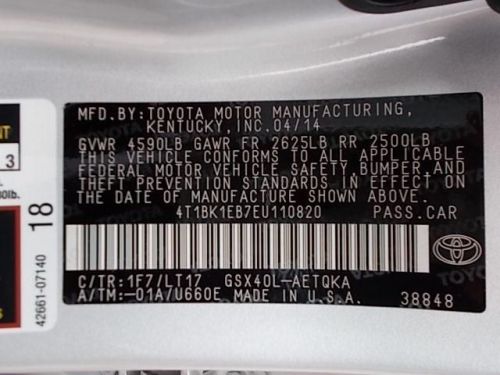 MFD.BY:TOYOTA MOTOR MANUFACTURING,
KENTUCKY,INC.04/14
GVWR 4590LB GAWR FR 2625LB RR 2500LB
THIS VEHICLE CONFORMS TO ALL APPLICABLE
FEDERAL MOTOR VEHICLE SAFETY,BUMPER,AND
THEFT PREVENTION STANDARDS IN EFFECT ON
THE DATE OF MANUFACTURE SHOWN ABOVE.
4T1BK1EB7EU110820 PASS.CAR
C/TR:1F7/LT17 GSX40L-AETQKA
A/TM:-01A/U660E MADE IN U.S.A. 38848
TOYOTA
3
18
42661-07140